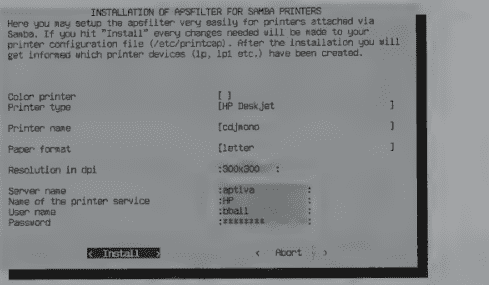 INSTALLATION OF APSFILTER FOR SAMBA PRINTERS
Here you may setup the apsfilter very easily for printers attached via
Samba. If you hit "Install" every changes needed will be made to your
printer configuration file (/etc/printcap). After the installation you will
get informed which printer devices (lp, lp1 etc.) have been created.
Color printer [ ]
Printer type [HP Deskjet ]
Printer name [cdjmono ]
Paper format [letter ]
Resolution in dpi :300x300 :
Server name :aptiva :
Name of the printer service :HP :
User name :bball :
Password :******** :
< Install > < Abort >